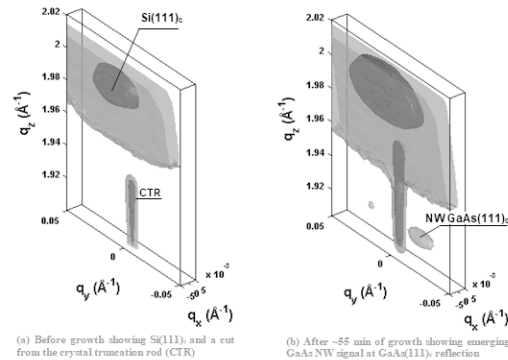 2.02
Si(111)c
2
1.98
qz (Å-1)
1.96
1.94
1.92
CTR
0.05
0
qy (Å-1)
-0.05
-5 0 5
x 10-3
qx (Å-1)
(a) Before growth showing Si(111)c and a cut
from the crystal truncation rod (CTR)
2.02
2
1.98
qz (Å-1)
1.96
1.94
1.92
NW GaAs(111)c
0.05
0
qy (Å-1)
-0.05
-5 0 5
x 10-3
qx (Å-1)
(b) After ~55 min of growth showing emerging
GaAs NW signal at GaAs(111)c reflection